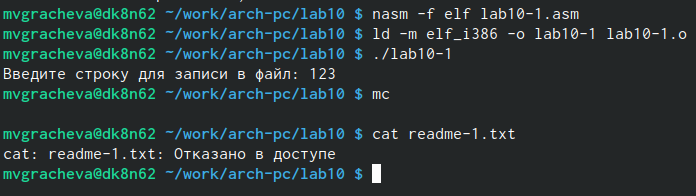 mvgracheva@dk8n62 ~/work/arch-pc/lab10 $ nasm -f elf lab10-1.asm
mvgracheva@dk8n62 ~/work/arch-pc/lab10 $ ld -m elf_i386 -o lab10-1 lab10-1.o
mvgracheva@dk8n62 ~/work/arch-pc/lab10 $ ./lab10-1
Введите строку для записи в файл: 123
mvgracheva@dk8n62 ~/work/arch-pc/lab10 $ mc
mvgracheva@dk8n62 ~/work/arch-pc/lab10 $ cat readme-1.txt
cat: readme-1.txt: Отказано в доступе
mvgracheva@dk8n62 ~/work/arch-pc/lab10 $